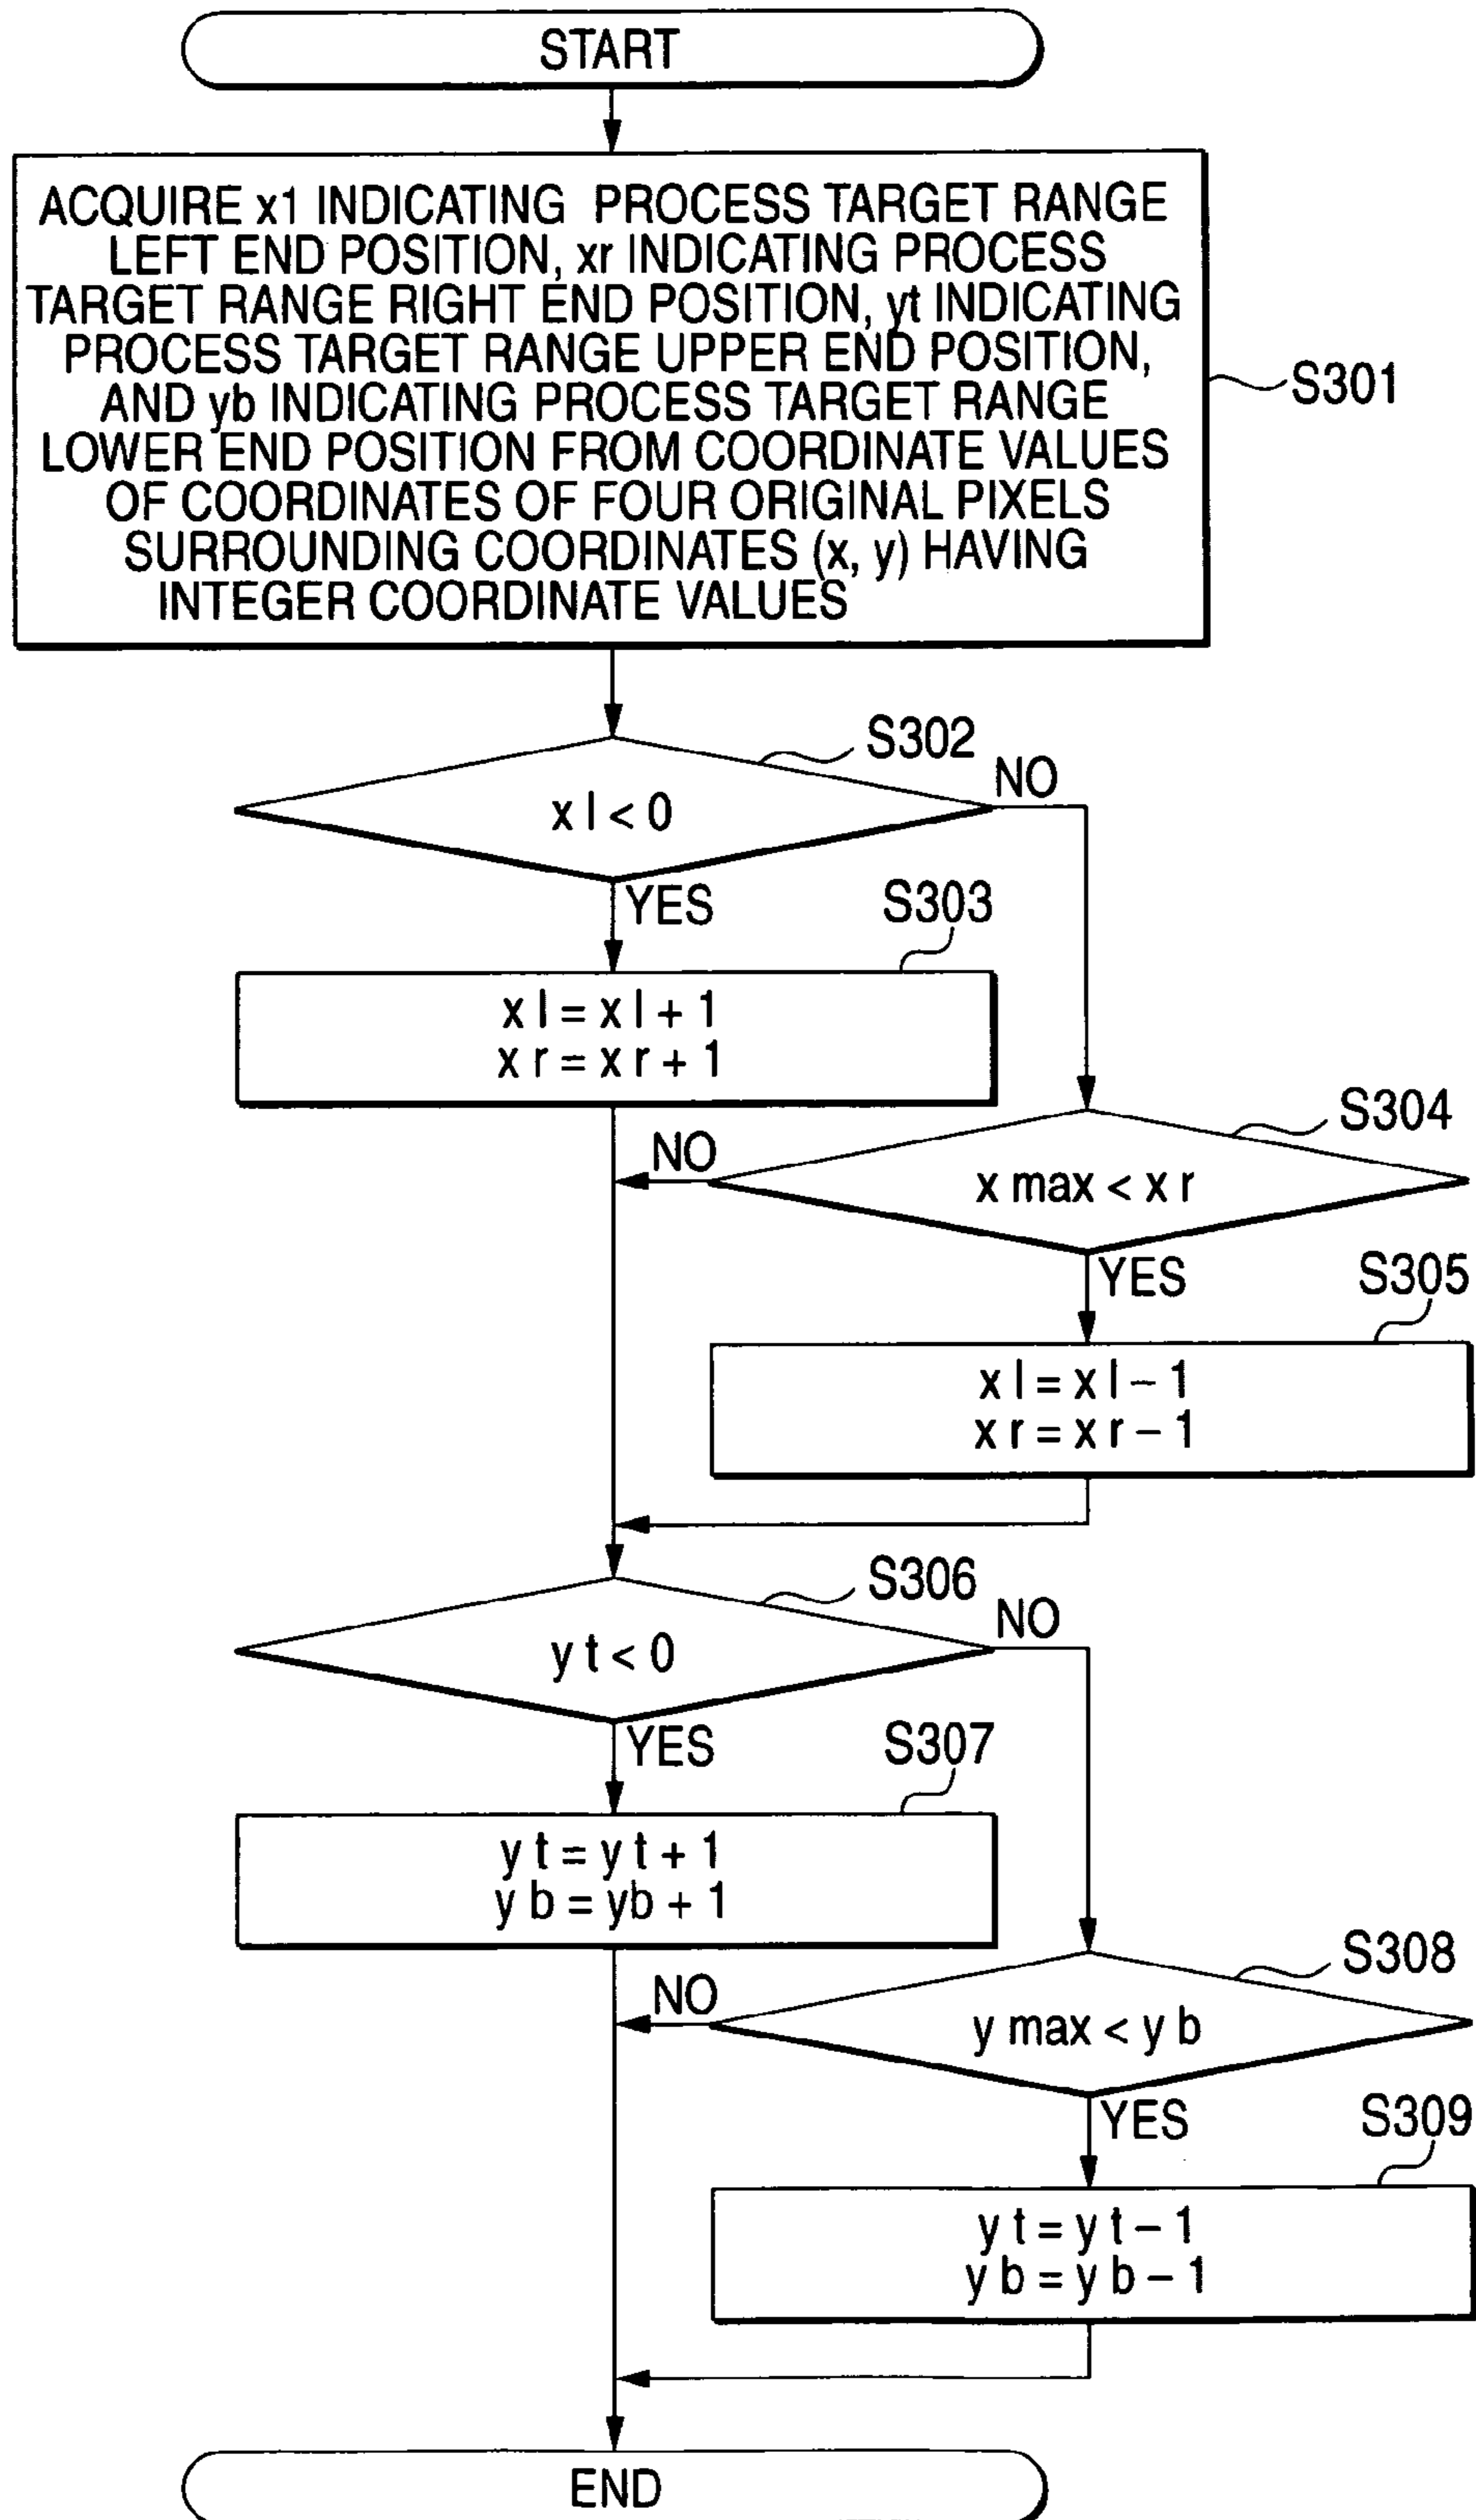 START
ACQUIRE x1 INDICATING PROCESS TARGET RANGE
LEFT END POSITION, xr INDICATING PROCESS
TARGET RANGE RIGHT END POSITION, yt INDICATING
PROCESS TARGET RANGE UPPER END POSITION,
AND yb INDICATING PROCESS TARGET RANGE
LOWER END POSITION FROM COORDINATE VALUES
OF COORDINATES OF FOUR ORIGINAL PIXELS
SURROUNDING COORDINATES (x, y) HAVING
INTEGER COORDINATE VALUES
S301
S302
x l < 0
NO
YES
S303
x l = x l + 1
x r = x r + 1
S304
x max < x r
NO
YES
S305
x l = x l − 1
x r = x r − 1
S306
y t < 0
NO
YES
S307
y t = y t + 1
y b = yb + 1
S308
y max < y b
NO
YES
S309
y t = y t − 1
y b = y b − 1
END